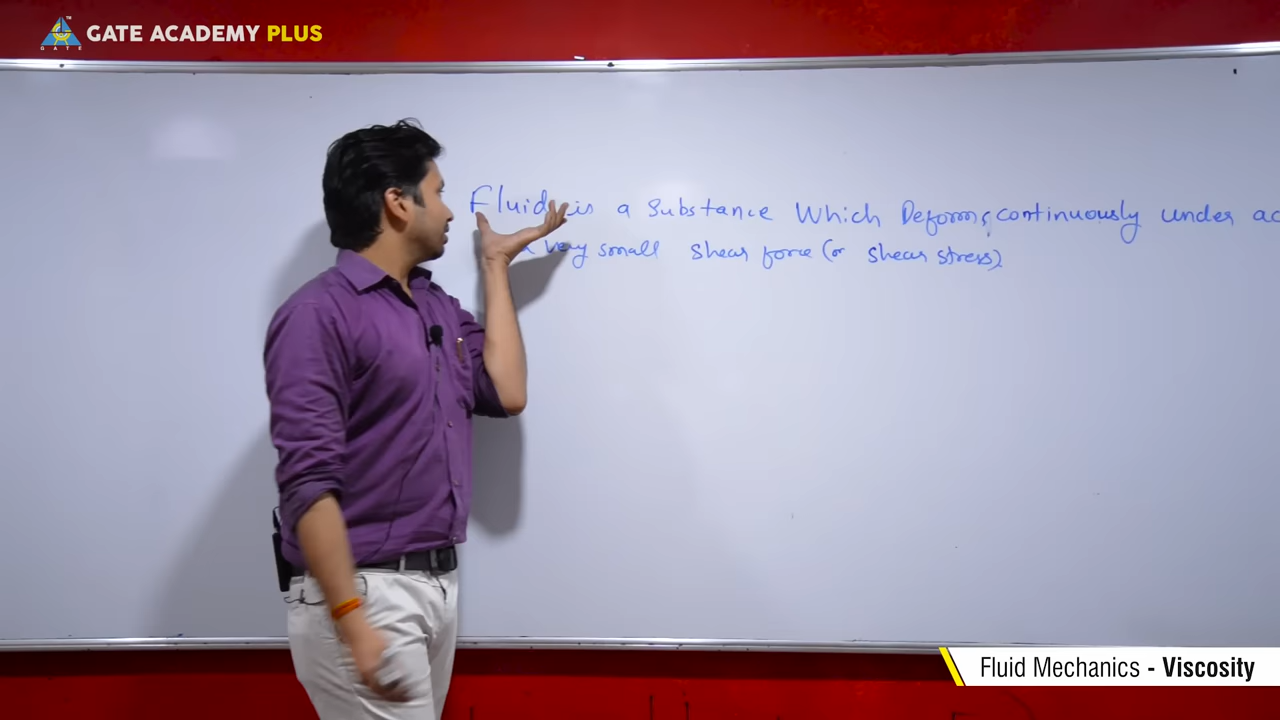 GATE
GATE ACADEMY PLUS
Fluid is a Substance Which Deforms continuously under
very small shear force (or shear stress)
Fluid Mechanics - Viscosity